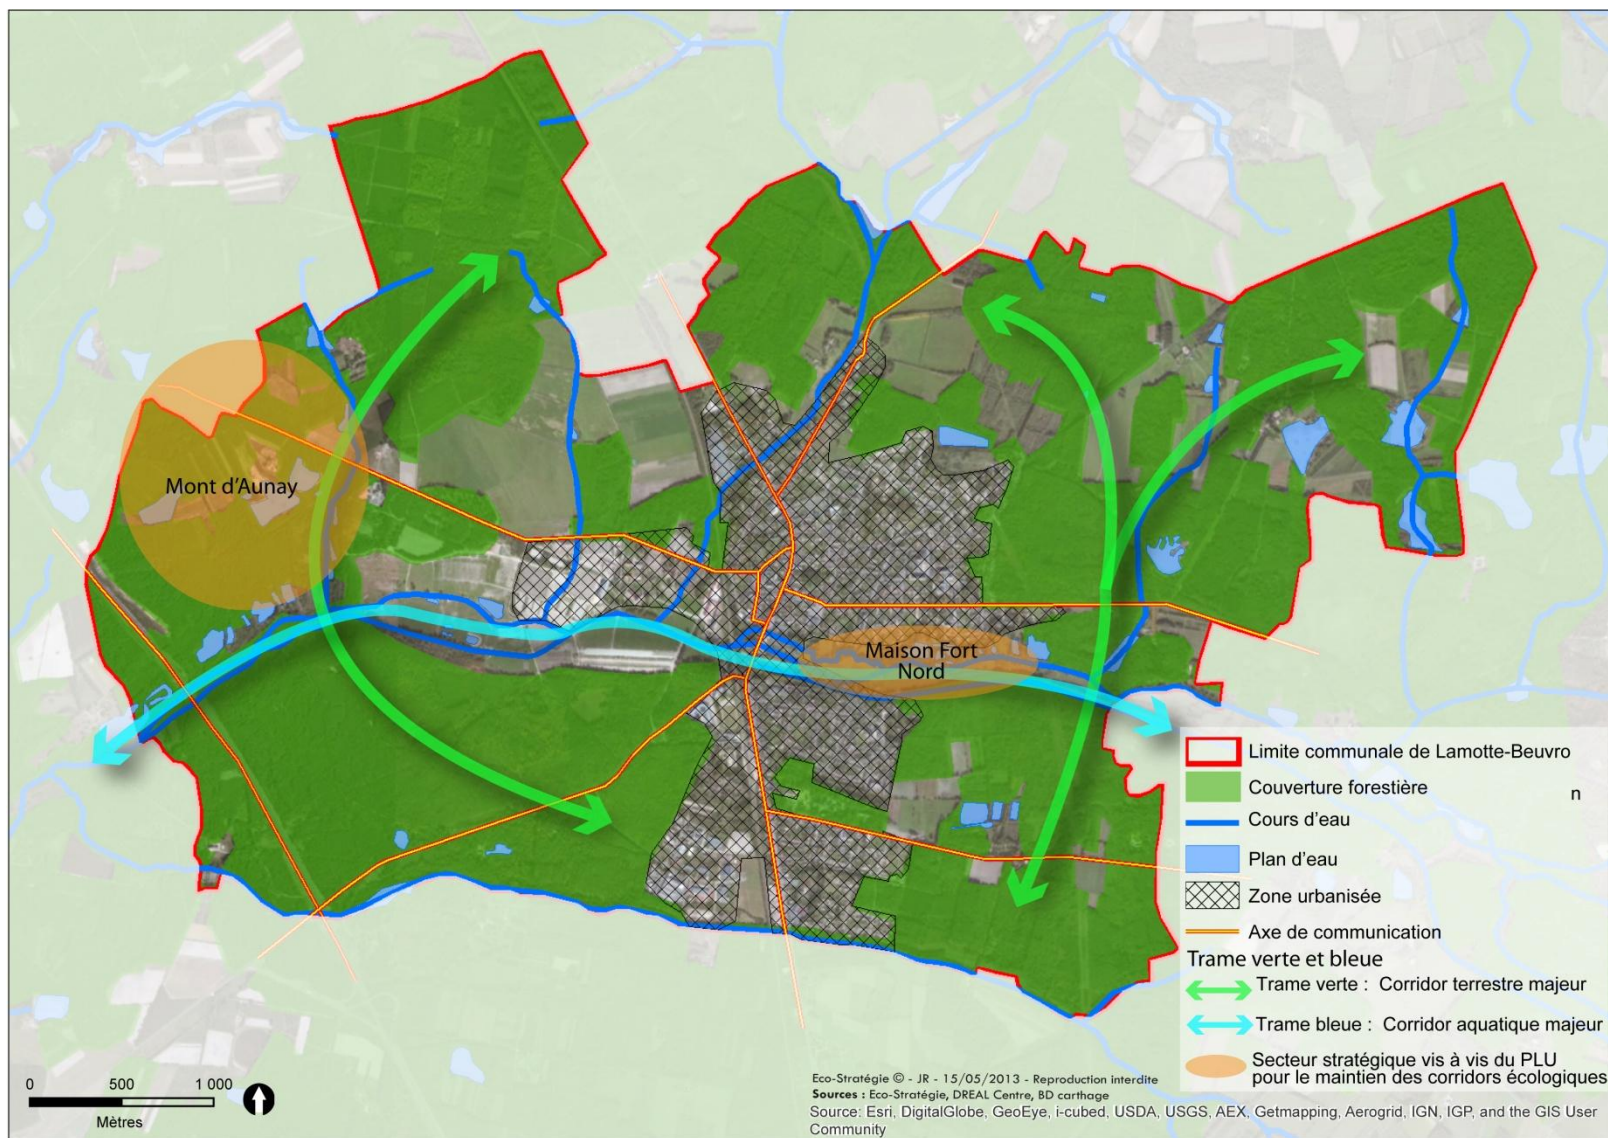 Mont d'Aunay
Maison Fort
Nord
Limite communale de Lamotte-Beuvro
n
Couverture forestière
Cours d'eau
Plan d'eau
Zone urbanisée
Axe de communication
Trame verte et bleue
Trame verte : Corridor terrestre majeur
Trame bleue : Corridor aquatique majeur
Secteur stratégique vis à vis du PLU
pour le maintien des corridors écologiques
0 500 1 000
Mètres
Eco-Stratégie © - JR - 15/05/2013 - Reproduction interdite
Sources : Eco-Stratégie, DREAL Centre, BD carthage
Source: Esri, DigitalGlobe, GeoEye, i-cubed, USDA, USGS, AEX, Getmapping, Aerogrid, IGN, IGP, and the GIS User
Community